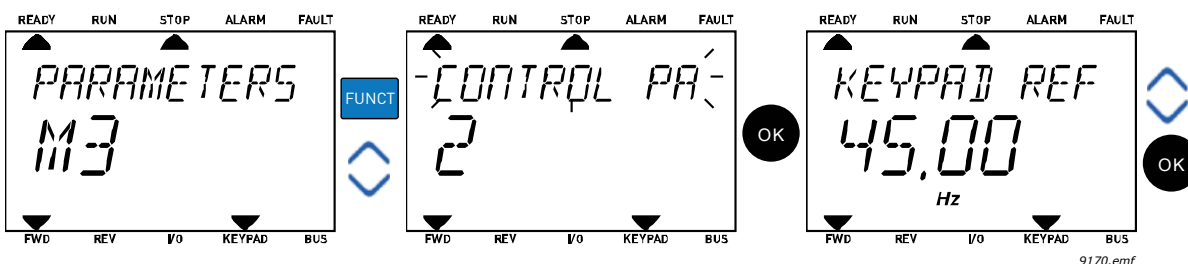 READY RUN STOP ALARM FAULT
PARAMETERS
M3
FWD REV I/O KEYPAD BUS
FUNCT
READY RUN STOP ALARM FAULT
CONTROL PA
2
FWD REV I/O KEYPAD BUS
OK
READY RUN STOP ALARM FAULT
KEYPAD REF
45.00
Hz
FWD REV I/O KEYPAD BUS
OK
9170.emf